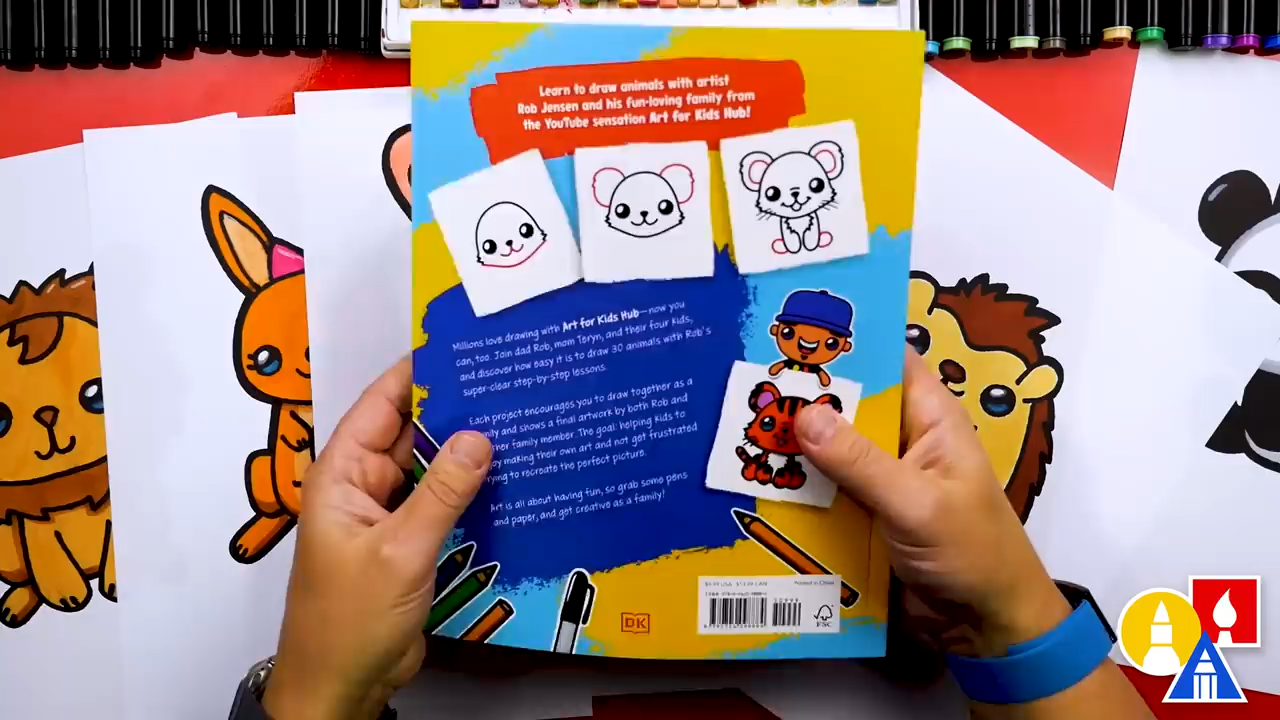 Learn to draw animals with artist
Rob Jensen and his fun-loving family from
the YouTube sensation Art for Kids Hub!
Millions love drawing with Art for Kids Hub—now you
can, too. Join dad Rob, mom Teryn, and their four kids,
and discover how easy it is to draw 30 animals with Rob's
super-clear step-by-step lessons.
Each project encourages you to draw together as a
and shows a final artwork by both Rob and
family member. The goal: helping kids to
making their own art and not get frustrated
trying to recreate the perfect picture.
Art is all about having fun, so grab some pens
and paper, and get creative as a family!
Printed in China
DK
FSC